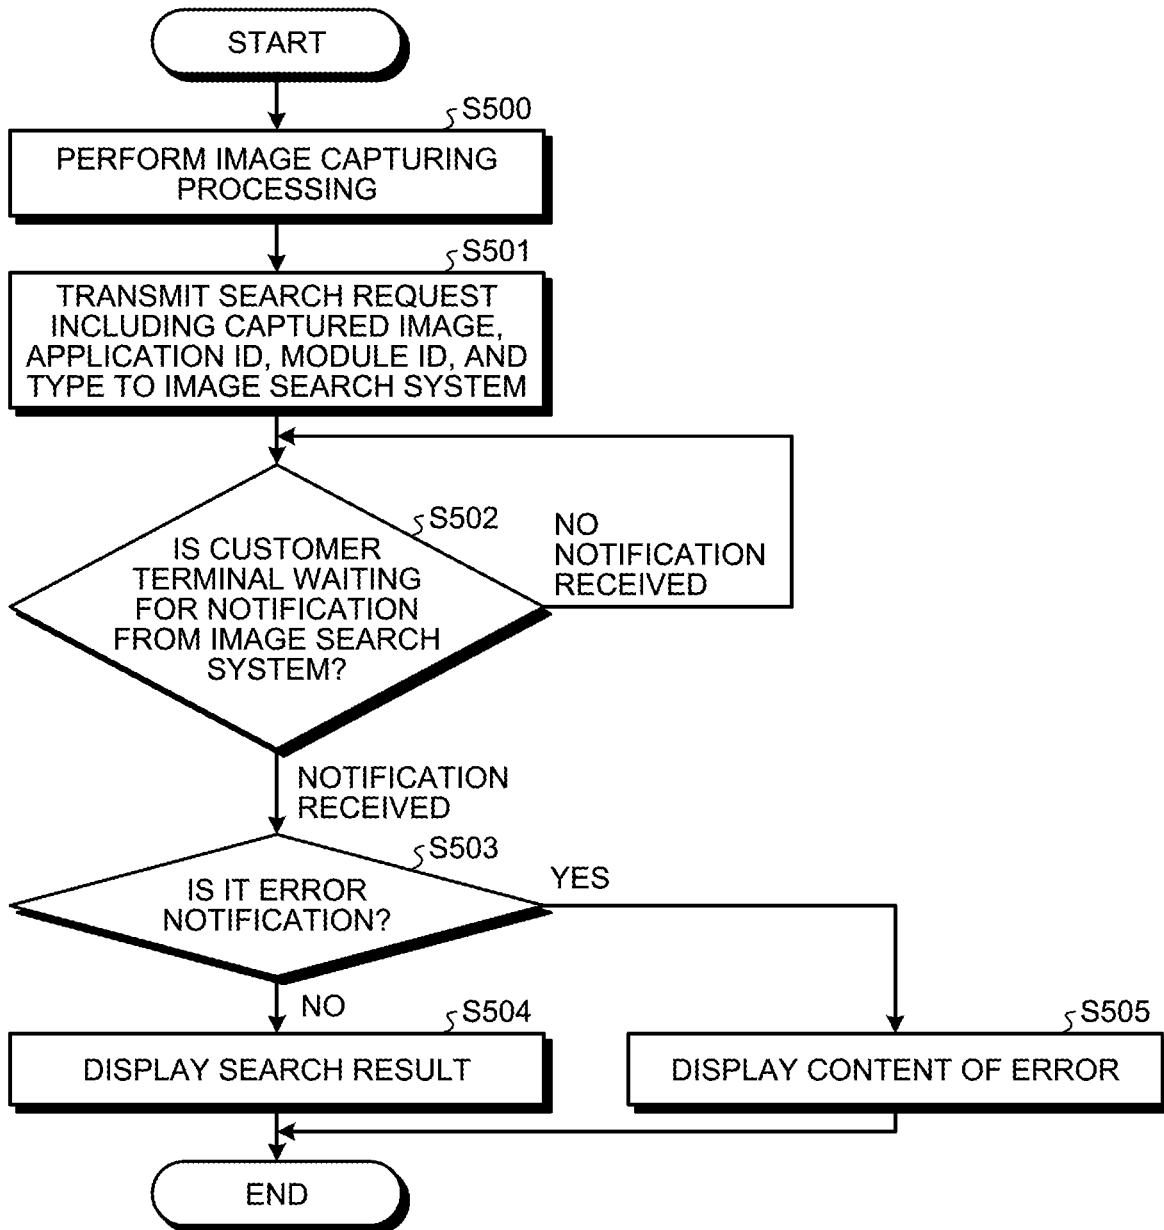 START
S500
PERFORM IMAGE CAPTURING
PROCESSING
S501
TRANSMIT SEARCH REQUEST
INCLUDING CAPTURED IMAGE,
APPLICATION ID, MODULE ID, AND
TYPE TO IMAGE SEARCH SYSTEM
S502
IS CUSTOMER
TERMINAL WAITING
FOR NOTIFICATION
FROM IMAGE SEARCH
SYSTEM?
NO
NOTIFICATION
RECEIVED
NOTIFICATION
RECEIVED
S503
IS IT ERROR
NOTIFICATION?
YES
NO
S504
DISPLAY SEARCH RESULT
S505
DISPLAY CONTENT OF ERROR
END